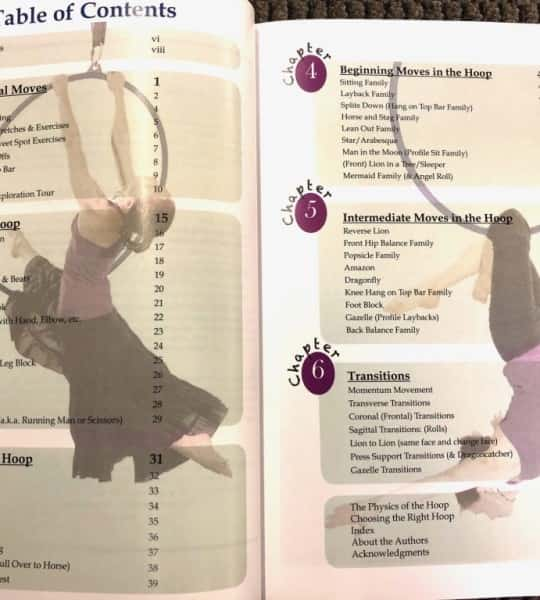 Table of Contents
vi
viii
al Moves 1
2
4
ing 5
retches & Exercises 6
weet Spot Exercises 7
Offs 8
Bar 9
xploration Tour 10
oop 15
n 16
17
18
& Beats 19
20
ok 21
with Hand, Elbow, etc. 22
23
24
Leg Block 25
26
27
28
(a.k.a. Running Man or Scissors) 29
Hoop 31
32
33
34
35
36
g 37
ull Over to Horse) 38
est 39
Chapter 4
Beginning Moves in the Hoop
Sitting Family
Layback Family
Splits Down (Hang on Top Bar Family)
Horse and Stag Family
Lean Out Family
Star/Arabesque
Man in the Moon (Profile Sit Family)
(Front) Lion in a Tree/Sleeper
Mermaid Family (& Angel Roll)
Chapter 5
Intermediate Moves in the Hoop
Reverse Lion
Front Hip Balance Family
Popsicle Family
Amazon
Dragonfly
Knee Hang on Top Bar Family
Foot Block
Gazelle (Profile Laybacks)
Back Balance Family
Chapter 6
Transitions
Momentum Movement
Transverse Transitions
Coronal (Frontal) Transitions
Sagittal Transitions: (Rolls)
Lion to Lion (same face and change face)
Press Support Transitions (& Dragoncatcher)
Gazelle Transitions
The Physics of the Hoop
Choosing the Right Hoop
Index
About the Authors
Acknowledgments